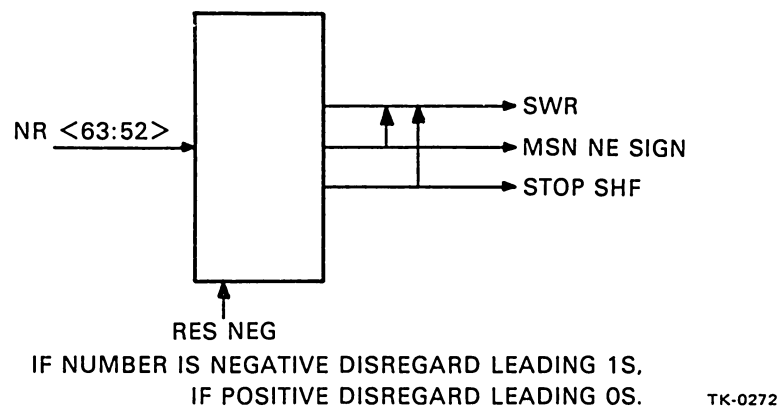 SWR
NR <63:52>
MSN NE SIGN
STOP SHF
RES NEG
IF NUMBER IS NEGATIVE DISREGARD LEADING 1S,
IF POSITIVE DISREGARD LEADING 0S.
TK-0272